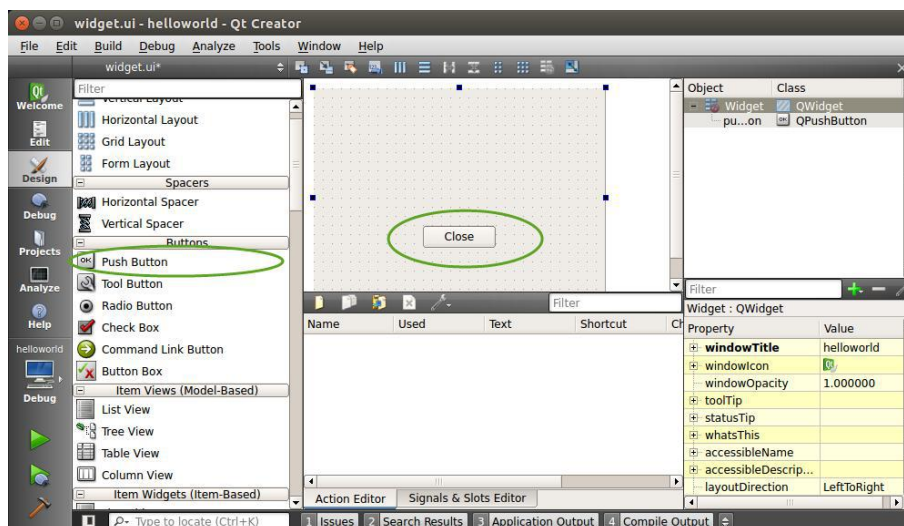 widget.ui - helloworld - Qt Creator
File Edit Build Debug Analyze Tools Window Help
widget.ui*
Welcome
Edit
Design
Debug
Projects
Analyze
Help
helloworld
Debug
Filter
Vertical Layout
Horizontal Layout
Grid Layout
Form Layout
Spacers
Horizontal Spacer
Vertical Spacer
Buttons
OK Push Button
Tool Button
Radio Button
Check Box
Command Link Button
Button Box
Item Views (Model-Based)
List View
Tree View
Table View
Column View
Item Widgets (Item-Based)
Close
Filter
Name Used Text Shortcut Ch
Action Editor Signals & Slots Editor
Object Class
Widget QWidget
pu...on QPushButton
Filter
Widget : QWidget
Property Value
windowTitle helloworld
windowIcon
windowOpacity 1.000000
toolTip
statusTip
whatsThis
accessibleName
accessibleDescrip...
layoutDirection LeftToRight
Type to locate (Ctrl+K) 1 Issues 2 Search Results 3 Application Output 4 Compile Output